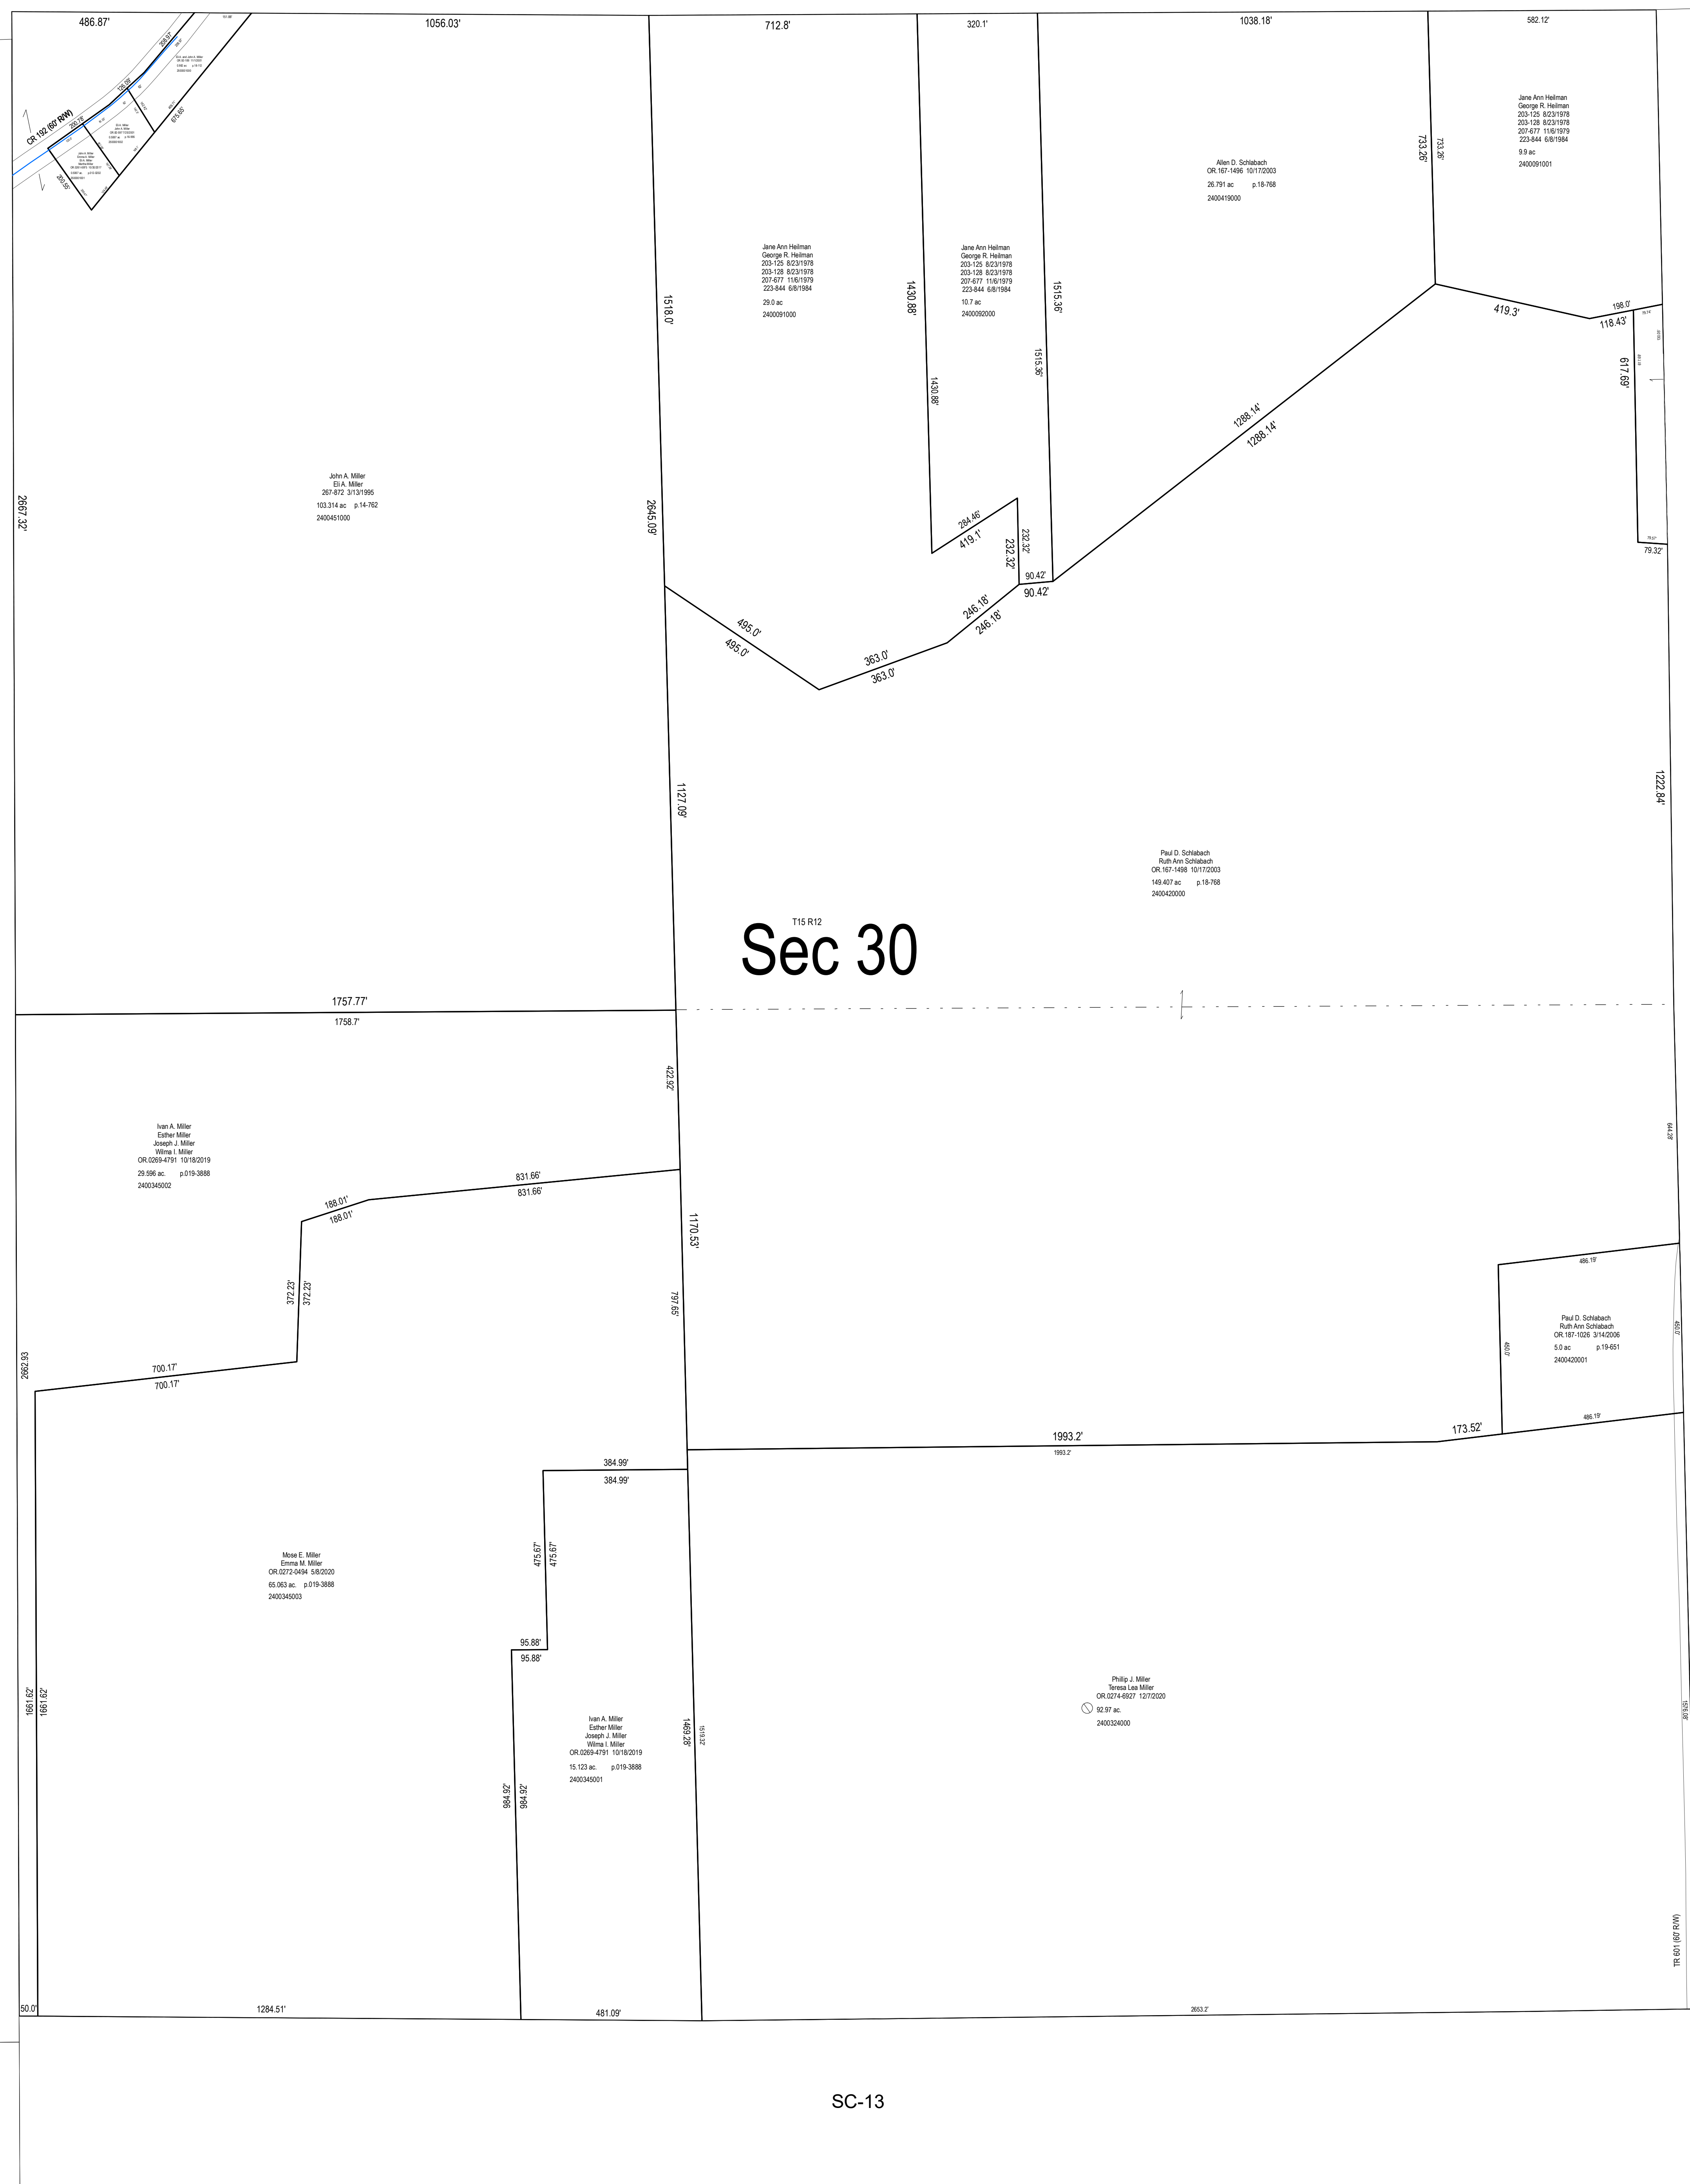 486.87'
1056.03'
712.8'
320.1'
1038.18'
582.12'
208.97'
126.09'
200.78'
200.55'
675.65'
CR 192 (60' R/W)
Jane Ann Heilman
George R. Heilman
203-125 8/23/1978
203-128 8/23/1978
207-677 11/6/1979
223-844 6/8/1984
9.9 ac
2400091001
733.26'
733.26'
Allen D. Schlabach
OR.167-1496 10/17/2003
26.791 ac p.18-768
2400419000
Jane Ann Heilman
George R. Heilman
203-125 8/23/1978
203-128 8/23/1978
207-677 11/6/1979
223-844 6/8/1984
29.0 ac
2400091000
Jane Ann Heilman
George R. Heilman
203-125 8/23/1978
203-128 8/23/1978
207-677 11/6/1979
223-844 6/8/1984
10.7 ac
2400092000
1518.0'
1430.88'
1430.88'
1515.36'
1515.36'
419.3'
198.0'
118.43'
617.69'
79.32'
1288.14'
1288.14'
John A. Miller
Eli A. Miller
267-872 3/13/1995
103.314 ac p.14-762
2400451000
2667.32'
2645.09'
284.46'
419.1'
232.32'
232.32'
90.42'
90.42'
246.18'
246.18'
495.0'
495.0'
363.0'
363.0'
1127.09'
1222.84'
Paul D. Schlabach
Ruth Ann Schlabach
OR.167-1498 10/17/2003
149.407 ac p.18-768
2400420000
T15 R12
Sec 30
1757.77'
1758.7'
422.92'
644.28'
Ivan A. Miller
Esther Miller
Joseph J. Miller
Wilma I. Miller
OR.0269-4791 10/18/2019
29.596 ac. p.019-3888
2400345002
831.66'
831.66'
188.01'
188.01'
372.23'
372.23'
1170.53'
797.65'
486.19'
Paul D. Schlabach
Ruth Ann Schlabach
OR.187-1026 3/14/2006
5.0 ac p.19-651
2400420001
450.0'
450.0'
486.19'
2662.93
700.17'
700.17'
173.52'
1993.2'
1993.2'
384.99'
384.99'
475.67'
475.67'
Mose E. Miller
Emma M. Miller
OR.0272-0494 5/8/2020
65.063 ac. p.019-3888
2400345003
95.88'
95.88'
1661.62'
1661.62'
Ivan A. Miller
Esther Miller
Joseph J. Miller
Wilma I. Miller
OR.0269-4791 10/18/2019
15.123 ac. p.019-3888
2400345001
1469.28'
1519.32'
Phillip J. Miller
Teresa Lea Miller
OR.0274-6927 12/7/2020
92.97 ac.
2400324000
1576.08'
984.92'
984.92'
TR 601 (60' R/W)
50.0'
1284.51'
481.09'
2653.2'
SC-13